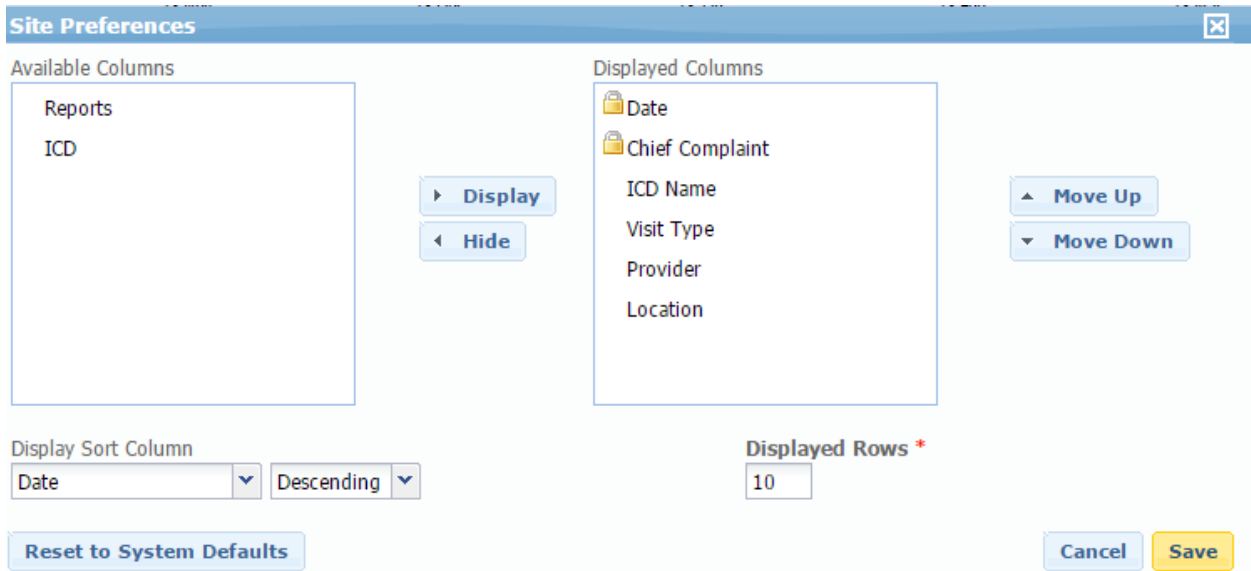 Site Preferences
Available Columns
Reports
ICD
Display
Hide
Displayed Columns
Date
Chief Complaint
ICD Name
Visit Type
Provider
Location
Move Up
Move Down
Display Sort Column
Date
Descending
Displayed Rows *
10
Reset to System Defaults
Cancel
Save